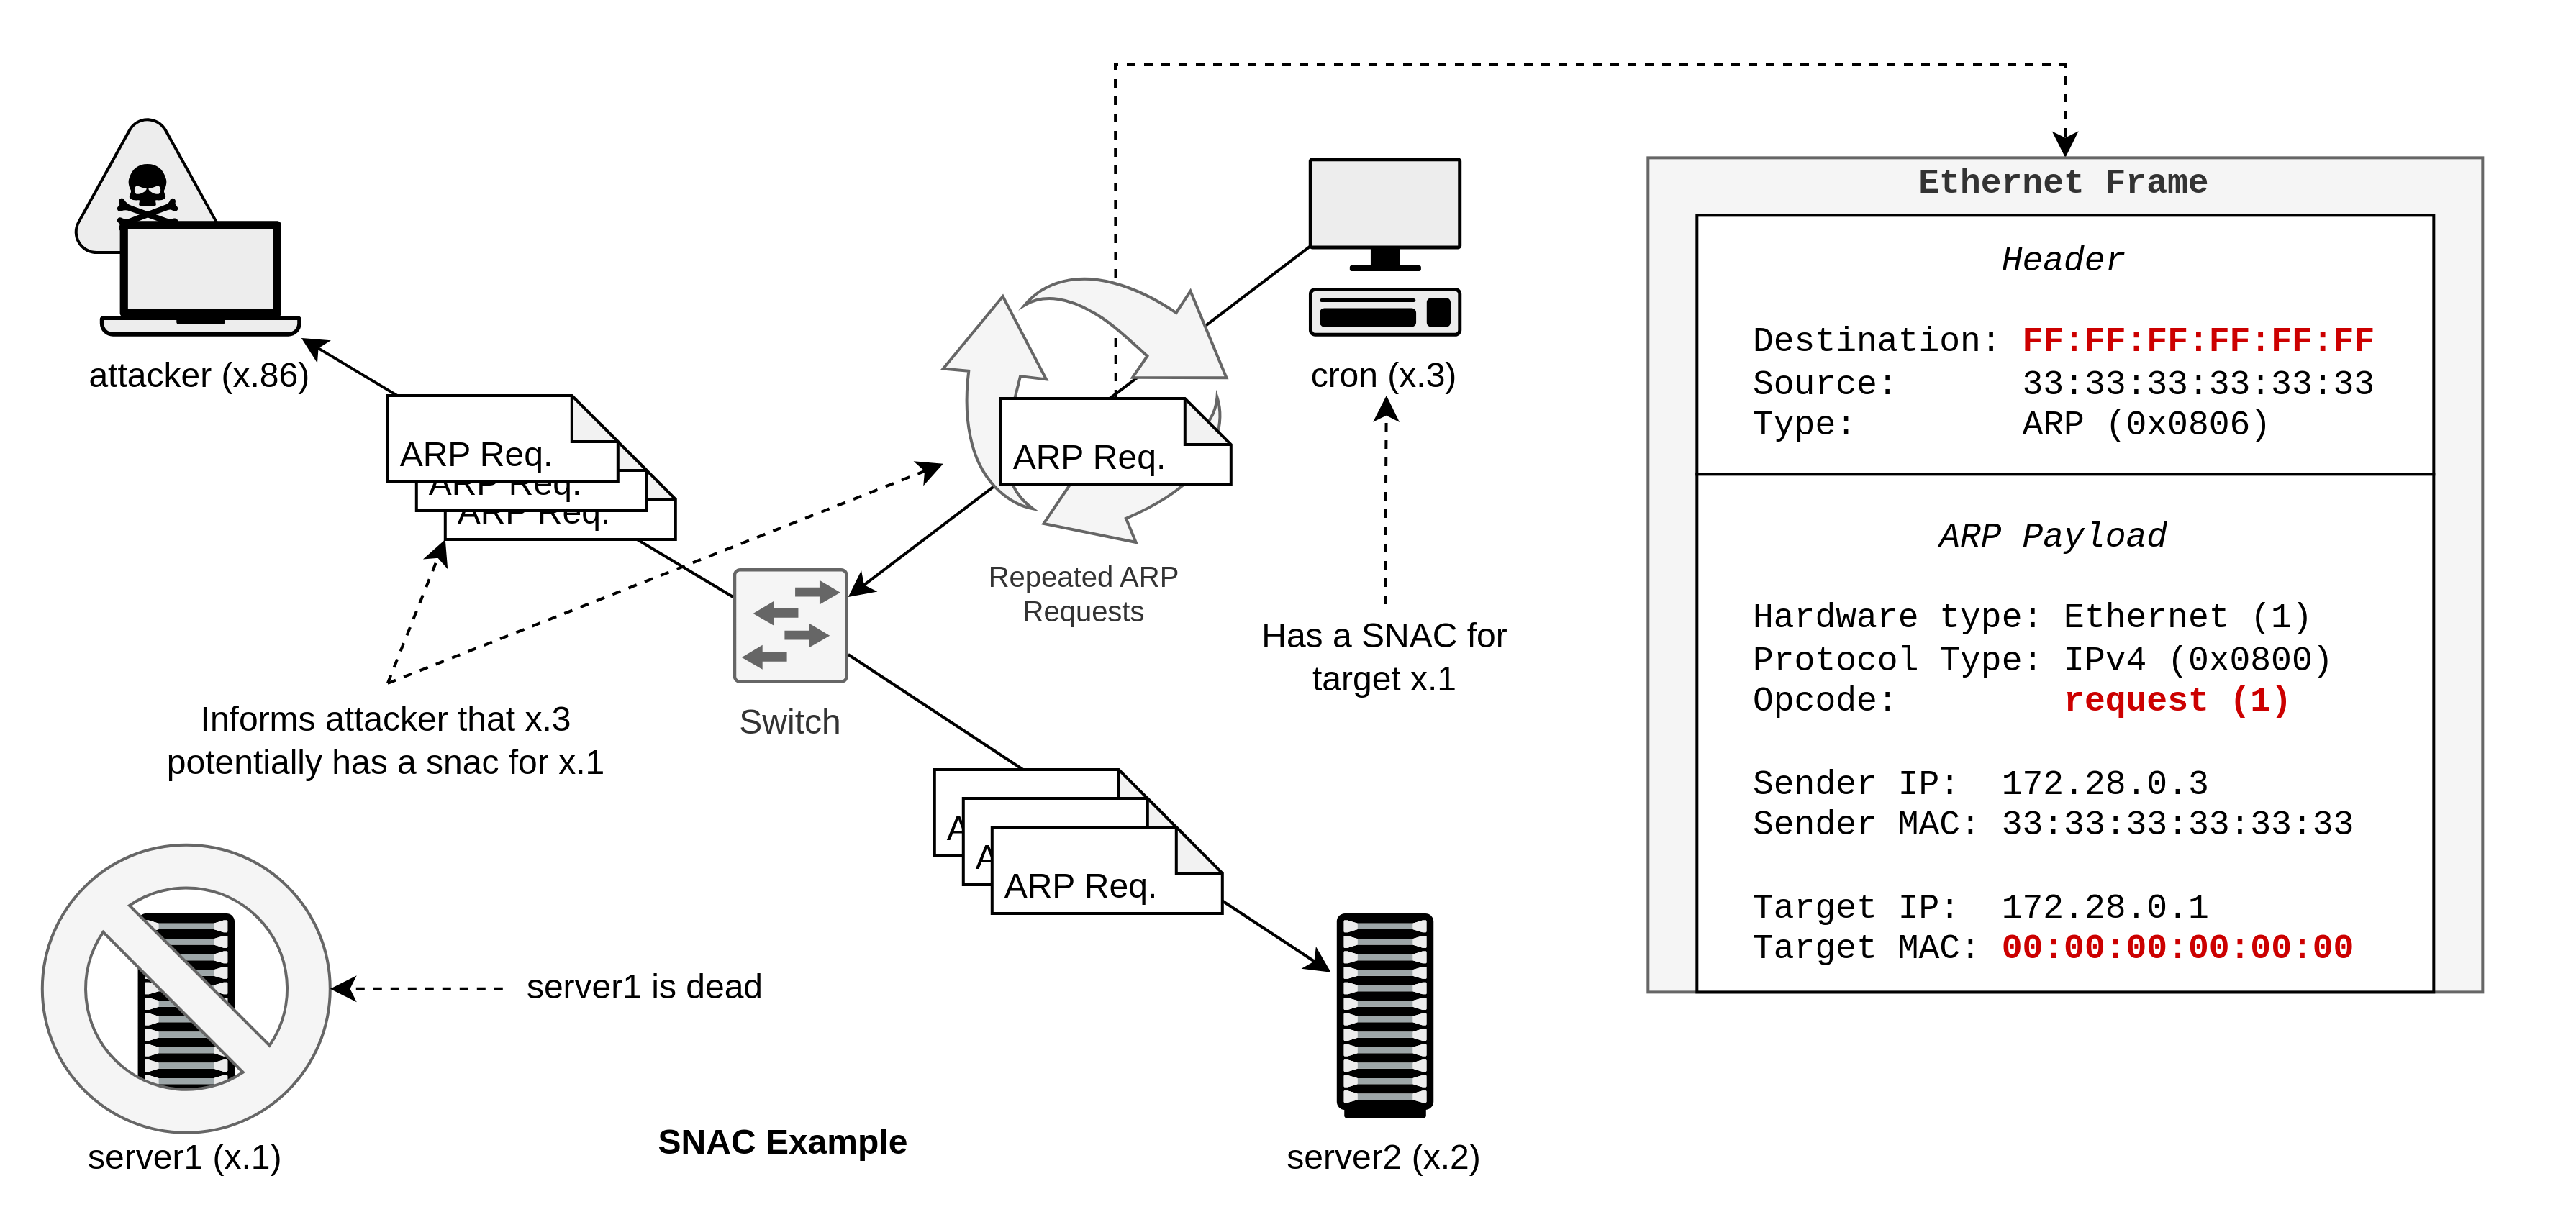 attacker (x.86)
ARP Req.
ARP Req.
ARP Req.
Informs attacker that x.3
potentially has a snac for x.1
Switch
ARP Req.
Repeated ARP
Requests
cron (x.3)
Has a SNAC for
target x.1
A
A
ARP Req.
server1 is dead
server1 (x.1)
SNAC Example
server2 (x.2)
Ethernet Frame
Header
Destination: FF:FF:FF:FF:FF:FF
Source: 33:33:33:33:33:33
Type: ARP (0x0806)
ARP Payload
Hardware type: Ethernet (1)
Protocol Type: IPv4 (0x0800)
Opcode: request (1)
Sender IP: 172.28.0.3
Sender MAC: 33:33:33:33:33:33
Target IP: 172.28.0.1
Target MAC: 00:00:00:00:00:00